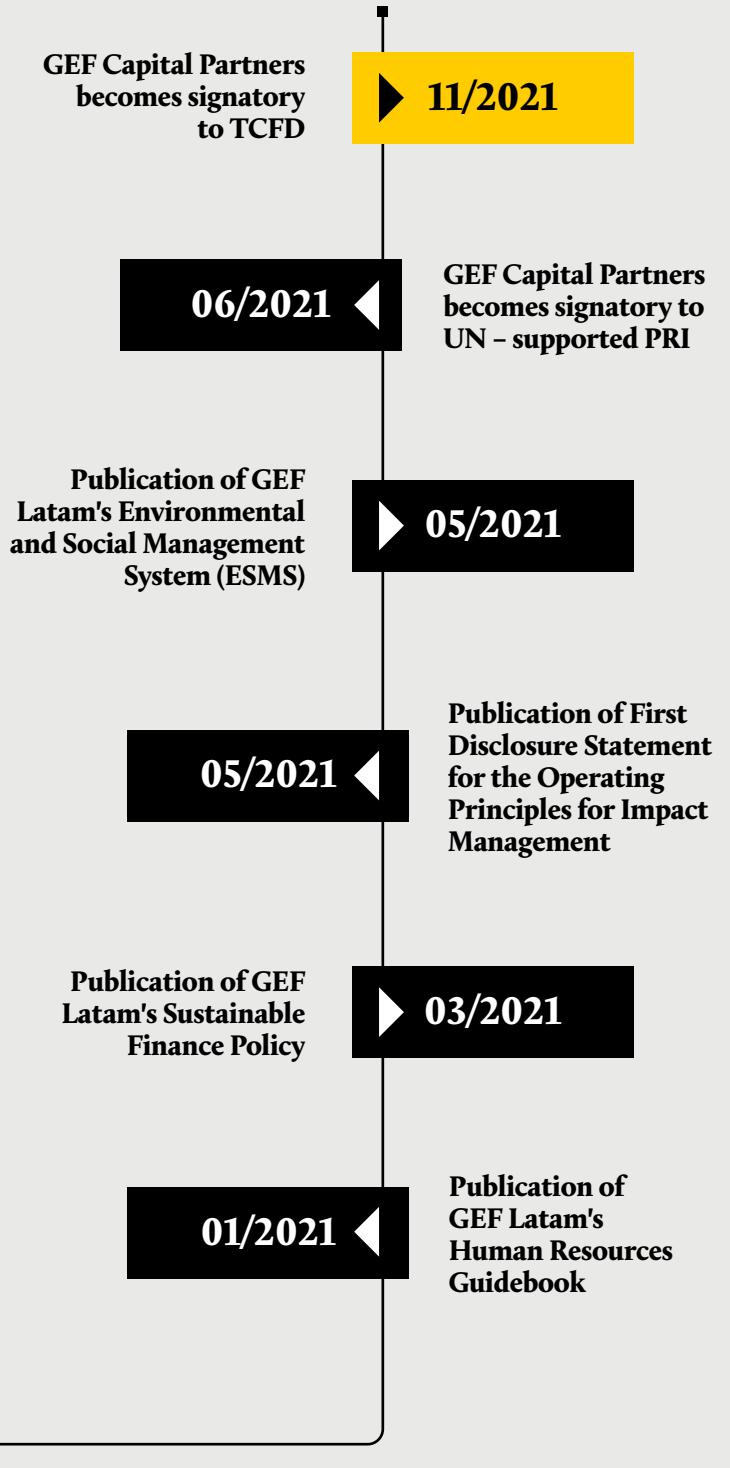 GEF Capital Partners
becomes signatory
to TCFD
11/2021
06/2021
GEF Capital Partners
becomes signatory to
UN – supported PRI
Publication of GEF
Latam's Environmental
and Social Management
System (ESMS)
05/2021
05/2021
Publication of First
Disclosure Statement
for the Operating
Principles for Impact
Management
Publication of GEF
Latam's Sustainable
Finance Policy
03/2021
01/2021
Publication of
GEF Latam's
Human Resources
Guidebook